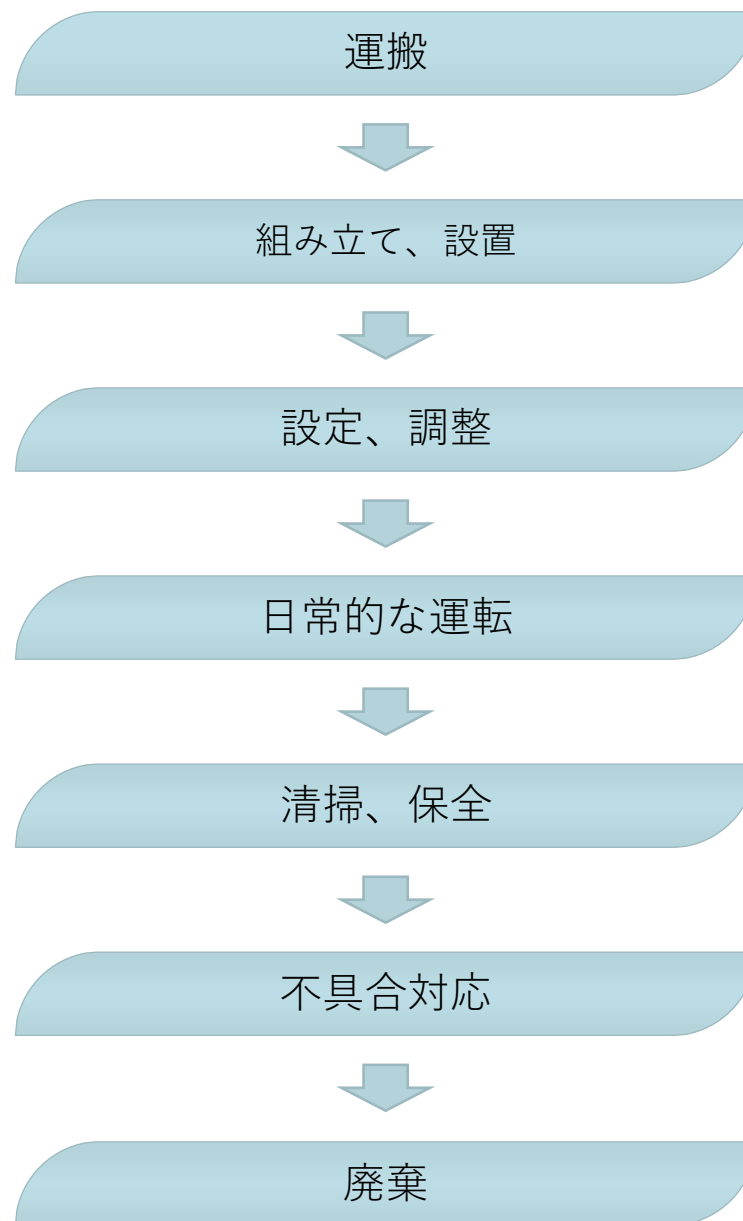 運搬
組み立て、設置
設定、調整
日常的な運転
清掃、保全
不具合対応
廃棄